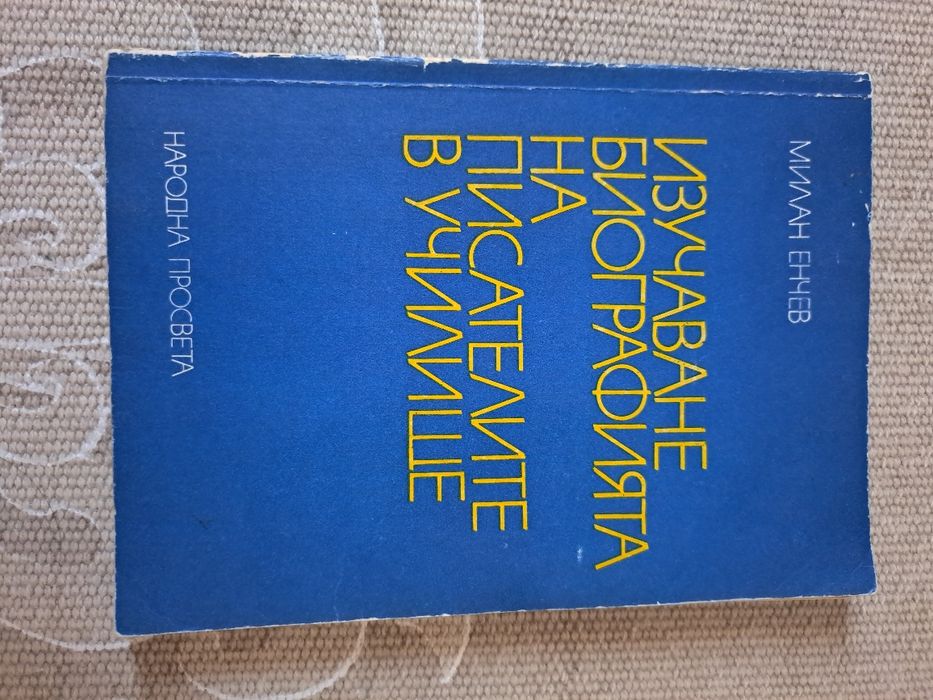 МИЛАН ЕНЧЕВ
ИЗУЧАВАНЕ
БИОГРАФИЯТА
НА
ПИСАТЕЛИТЕ
В УЧИЛИЩЕ
НАРОДНА ПРОСВЕТА